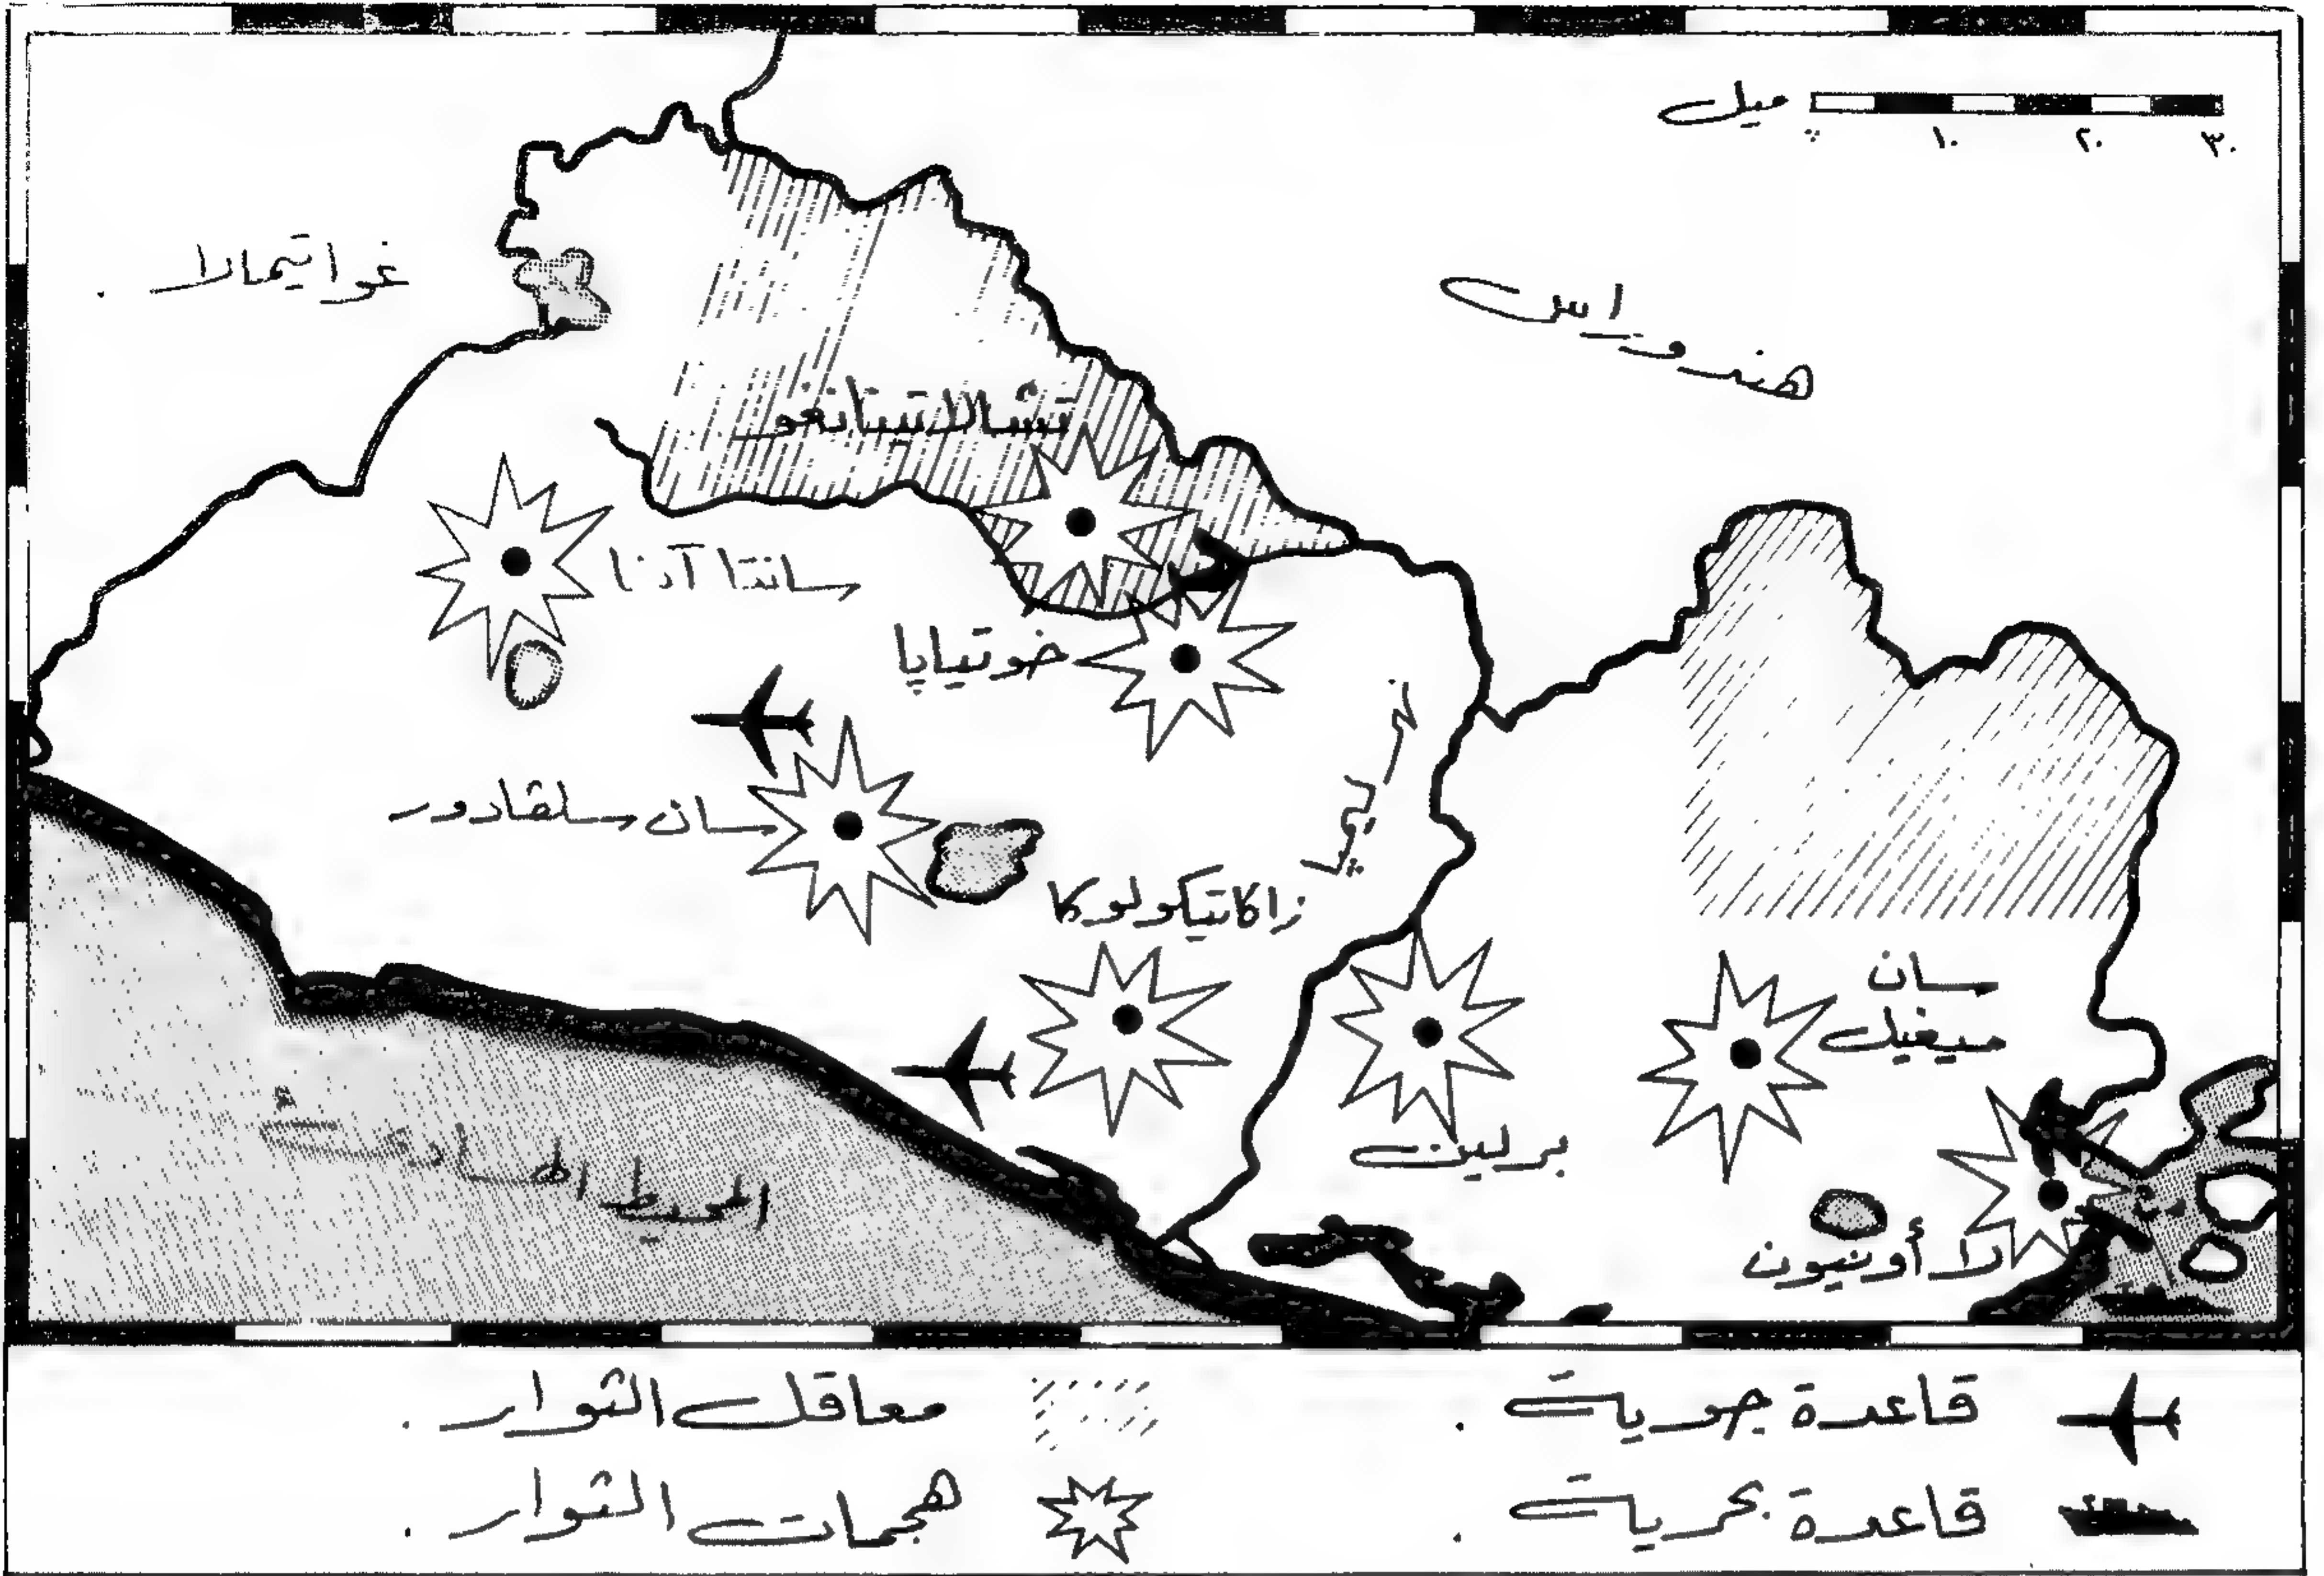 ميل
٠ ١٠ ٢٠ ٣٠
غواتيمالا .
هندوراس
تشالاتينانغو
سانتا آنا
خوتيابا
نهر ليمبا
سان سلفادور
زاكاتيكولوكا
سان
ميغيل
برلين
لا أونيون
المحيط الهادئ
قاعدة جوية .
معاقل الثوار .
قاعدة بحرية .
هجمات الثوار .